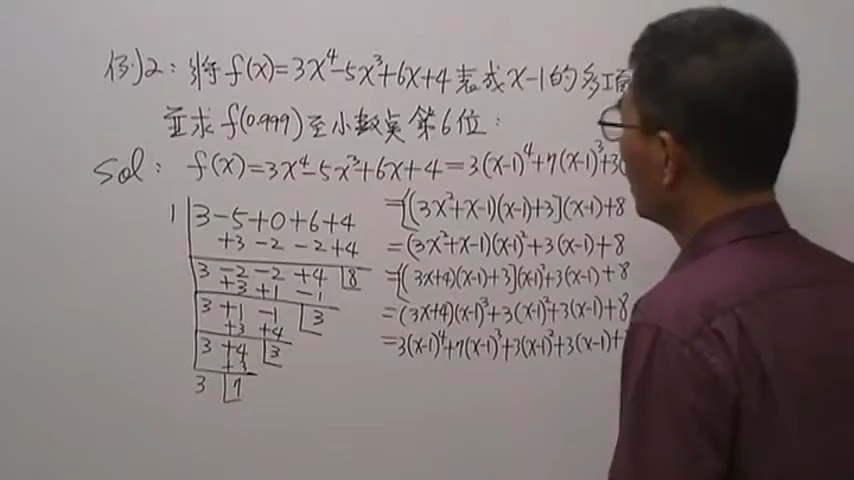 例2：將 f(x)=3x⁴-5x³+6x+4 表成 x-1 的多項
並求 f(0.999) 至小數點第6位：
Sol： f(x)=3x⁴-5x³+6x+4=3(x-1)⁴+7(x-1)³+3(
1 3-5+0+6+4
+3-2-2+4
3-2-2+4 8
+3+1-1
3+1-1 3
+3+4
3+4 3
+3
3 7
=[(3x²+x-1)(x-1)+3](x-1)+8
=(3x²+x-1)(x-1)²+3(x-1)+8
=[(3x+4)(x-1)+3](x-1)²+3(x-1)+8
=(3x+4)(x-1)³+3(x-1)²+3(x-1)+8
=3(x-1)⁴+7(x-1)³+3(x-1)²+3(x-1)+